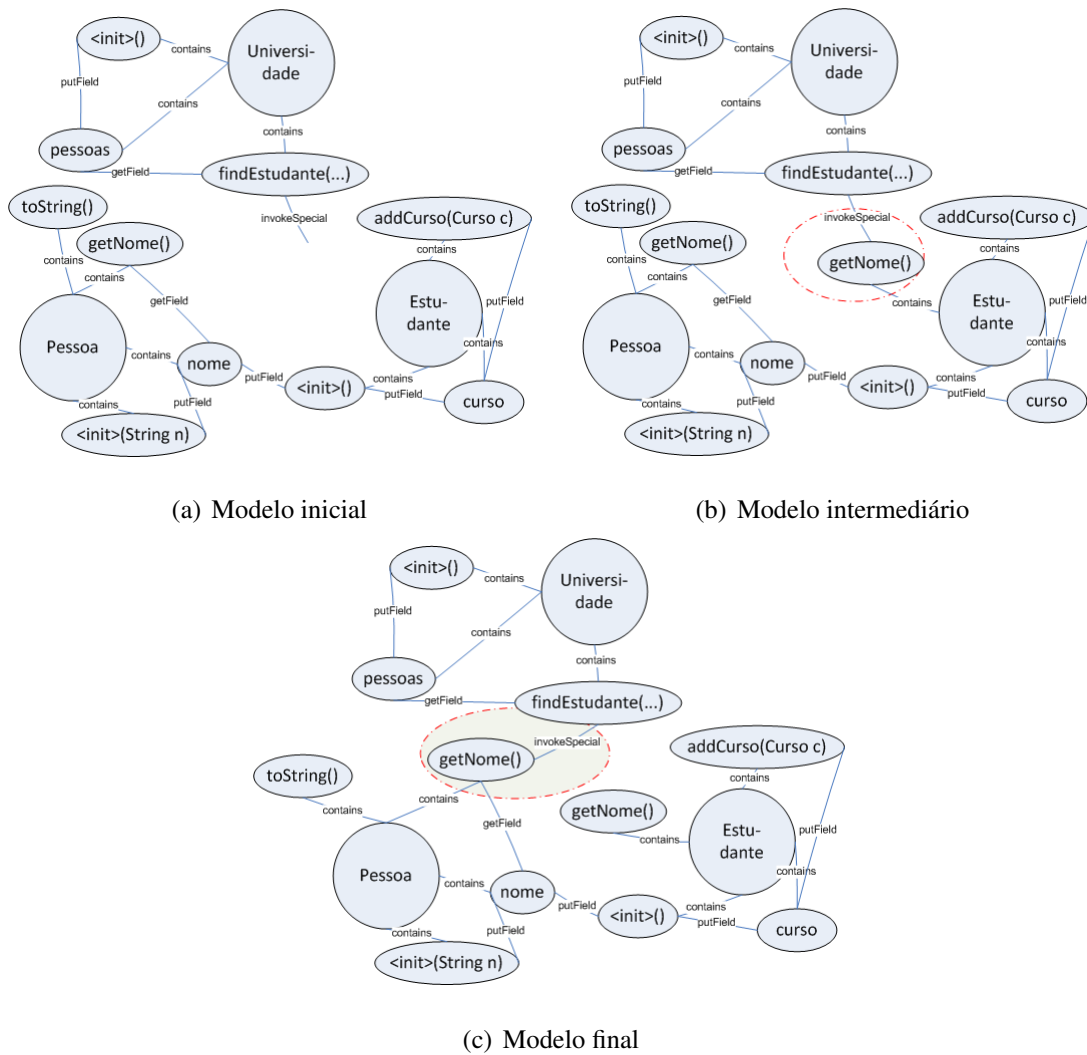 <init>()
contains
Universi-
dade
putField
contains
contains
pessoas
getField
findEstudante(...)
toString()
invokeSpecial
addCurso(Curso c)
getNome()
contains
contains
contains
getField
Estu-
dante
putField
Pessoa
contains
nome
contains
putField
<init>()
contains
putField
curso
contains
putField
<init>(String n)
(a) Modelo inicial
<init>()
contains
Universi-
dade
putField
contains
contains
pessoas
getField
findEstudante(...)
toString()
invokeSpecial
addCurso(Curso c)
getNome()
contains
contains
contains
getNome()
getField
contains
Estu-
dante
putField
Pessoa
contains
nome
contains
putField
<init>()
contains
putField
curso
contains
putField
<init>(String n)
(b) Modelo intermediário
<init>()
contains
Universi-
dade
putField
contains
contains
pessoas
getField
findEstudante(...)
invokeSpecial
addCurso(Curso c)
getNome()
toString()
contains
contains
contains
getNome()
getField
contains
Estu-
dante
putField
Pessoa
contains
nome
contains
putField
<init>()
contains
putField
curso
contains
putField
<init>(String n)
(c) Modelo final